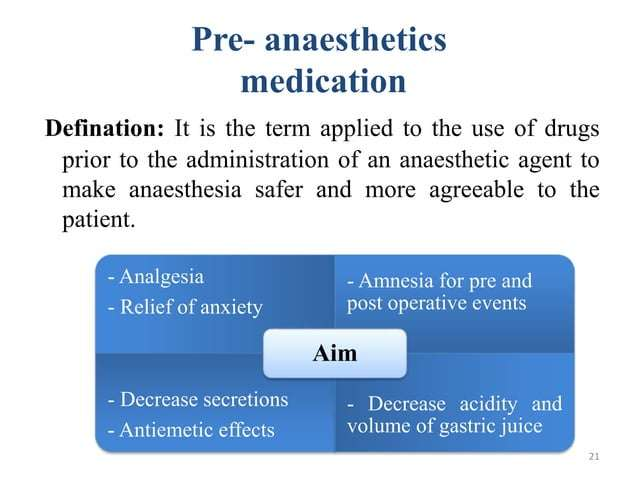 Pre- anaesthetics
medication
Defination: It is the term applied to the use of drugs
prior to the administration of an anaesthetic agent to
make anaesthesia safer and more agreeable to the
patient.
- Analgesia
- Relief of anxiety
- Amnesia for pre and
post operative events
Aim
- Decrease secretions
- Antiemetic effects
- Decrease acidity and
volume of gastric juice
21